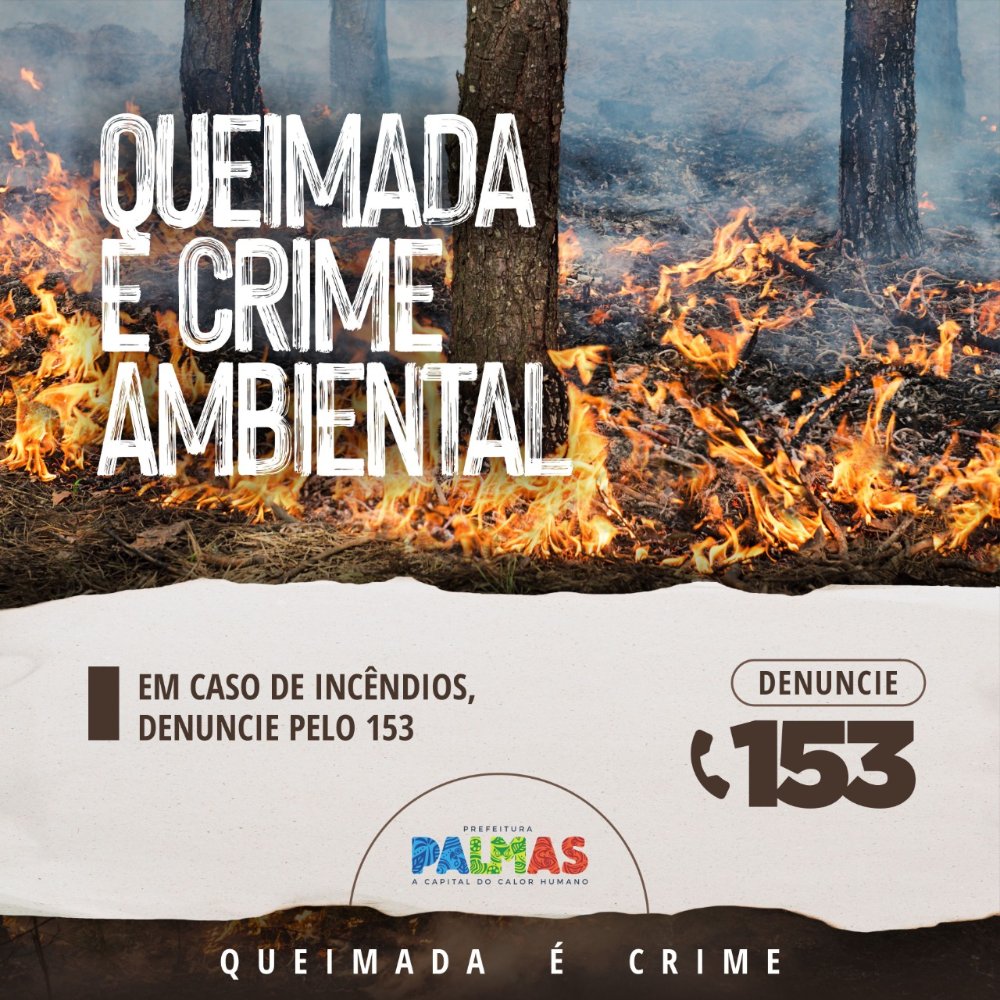 QUEIMADA
É CRIME
AMBIENTAL
EM CASO DE INCÊNDIOS,
DENUNCIE PELO 153
DENUNCIE
153
PREFEITURA
PALMAS
A CAPITAL DO CALOR HUMANO
QUEIMADA É CRIME